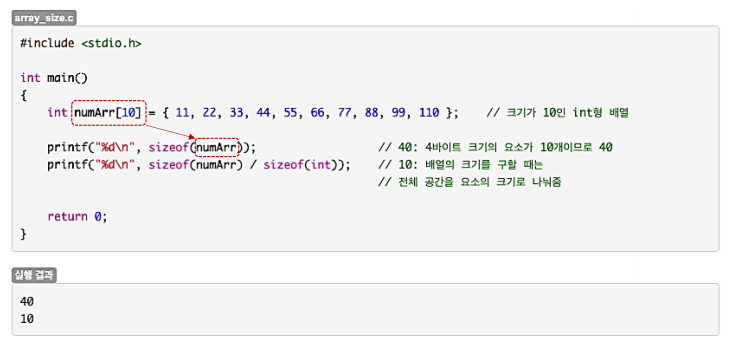 array_size.c
#include <stdio.h>
int main()
{
int numArr[10] = { 11, 22, 33, 44, 55, 66, 77, 88, 99, 110 }; // 크기가 10인 int형 배열
printf("%d\n", sizeof(numArr)); // 40: 4바이트 크기의 요소가 10개이므로 40
printf("%d\n", sizeof(numArr) / sizeof(int)); // 10: 배열의 크기를 구할 때는
// 전체 공간을 요소의 크기로 나눠줌
return 0;
}
실행 결과
40
10